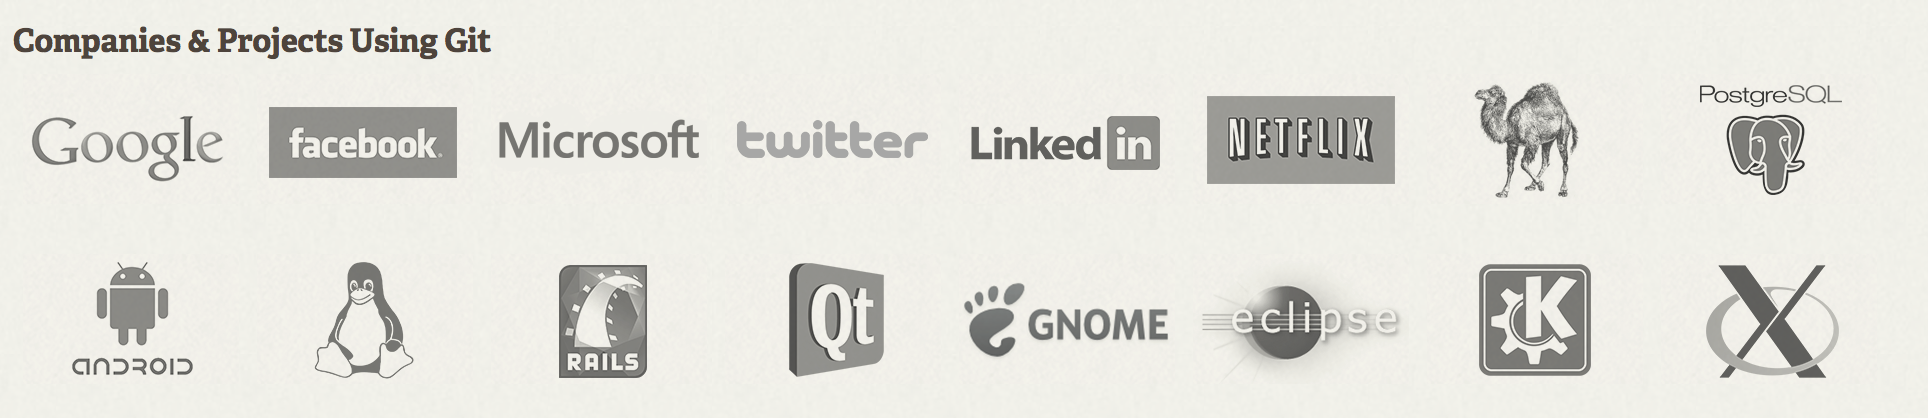 Companies & Projects Using Git
Google
facebook.
Microsoft
twitter
Linked in
NETFLIX
PostgreSQL
ANDROID
RAILS
Qt
GNOME
eclipse
K
X